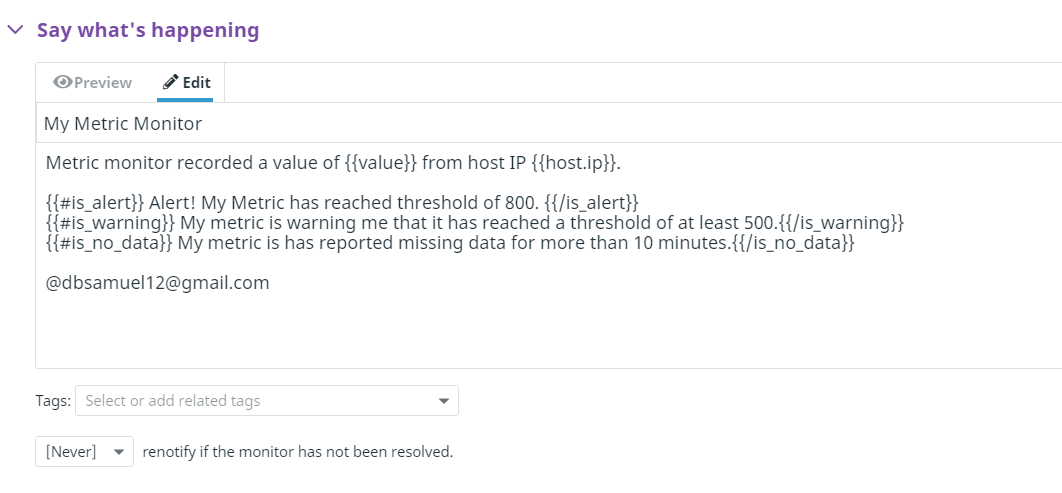 Say what's happening
Preview Edit
My Metric Monitor
Metric monitor recorded a value of {{value}} from host IP {{host.ip}}.
{{#is_alert}} Alert! My Metric has reached threshold of 800. {{/is_alert}}
{{#is_warning}} My metric is warning me that it has reached a threshold of at least 500.{{/is_warning}}
{{#is_no_data}} My metric is has reported missing data for more than 10 minutes.{{/is_no_data}}
@dbsamuel12@gmail.com
Tags: Select or add related tags
[Never] renotify if the monitor has not been resolved.